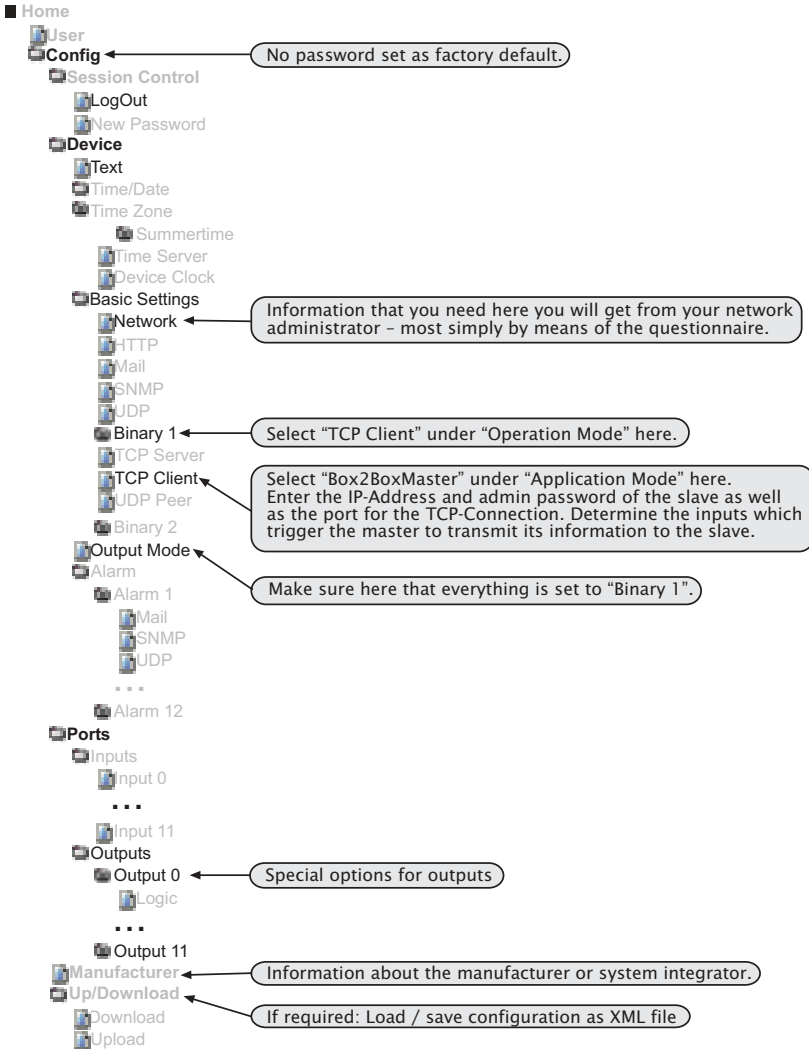 Home
User
Config
No password set as factory default.
Session Control
LogOut
New Password
Device
Text
Time/Date
Time Zone
Summertime
Time Server
Device Clock
Basic Settings
Information that you need here you will get from your network
administrator – most simply by means of the questionnaire.
Network
HTTP
Mail
SNMP
UDP
Binary 1
Select “TCP Client” under “Operation Mode” here.
TCP Server
TCP Client
Select “Box2BoxMaster” under “Application Mode” here.
Enter the IP-Address and admin password of the slave as well
as the port for the TCP-Connection. Determine the inputs which
trigger the master to transmit its information to the slave.
UDP Peer
Binary 2
Output Mode
Make sure here that everything is set to “Binary 1”.
Alarm
Alarm 1
Mail
SNMP
UDP
...
Alarm 12
Ports
Inputs
Input 0
...
Input 11
Outputs
Output 0
Special options for outputs
Logic
...
Output 11
Manufacturer
Information about the manufacturer or system integrator.
Up/Download
If required: Load / save configuration as XML file
Download
Upload